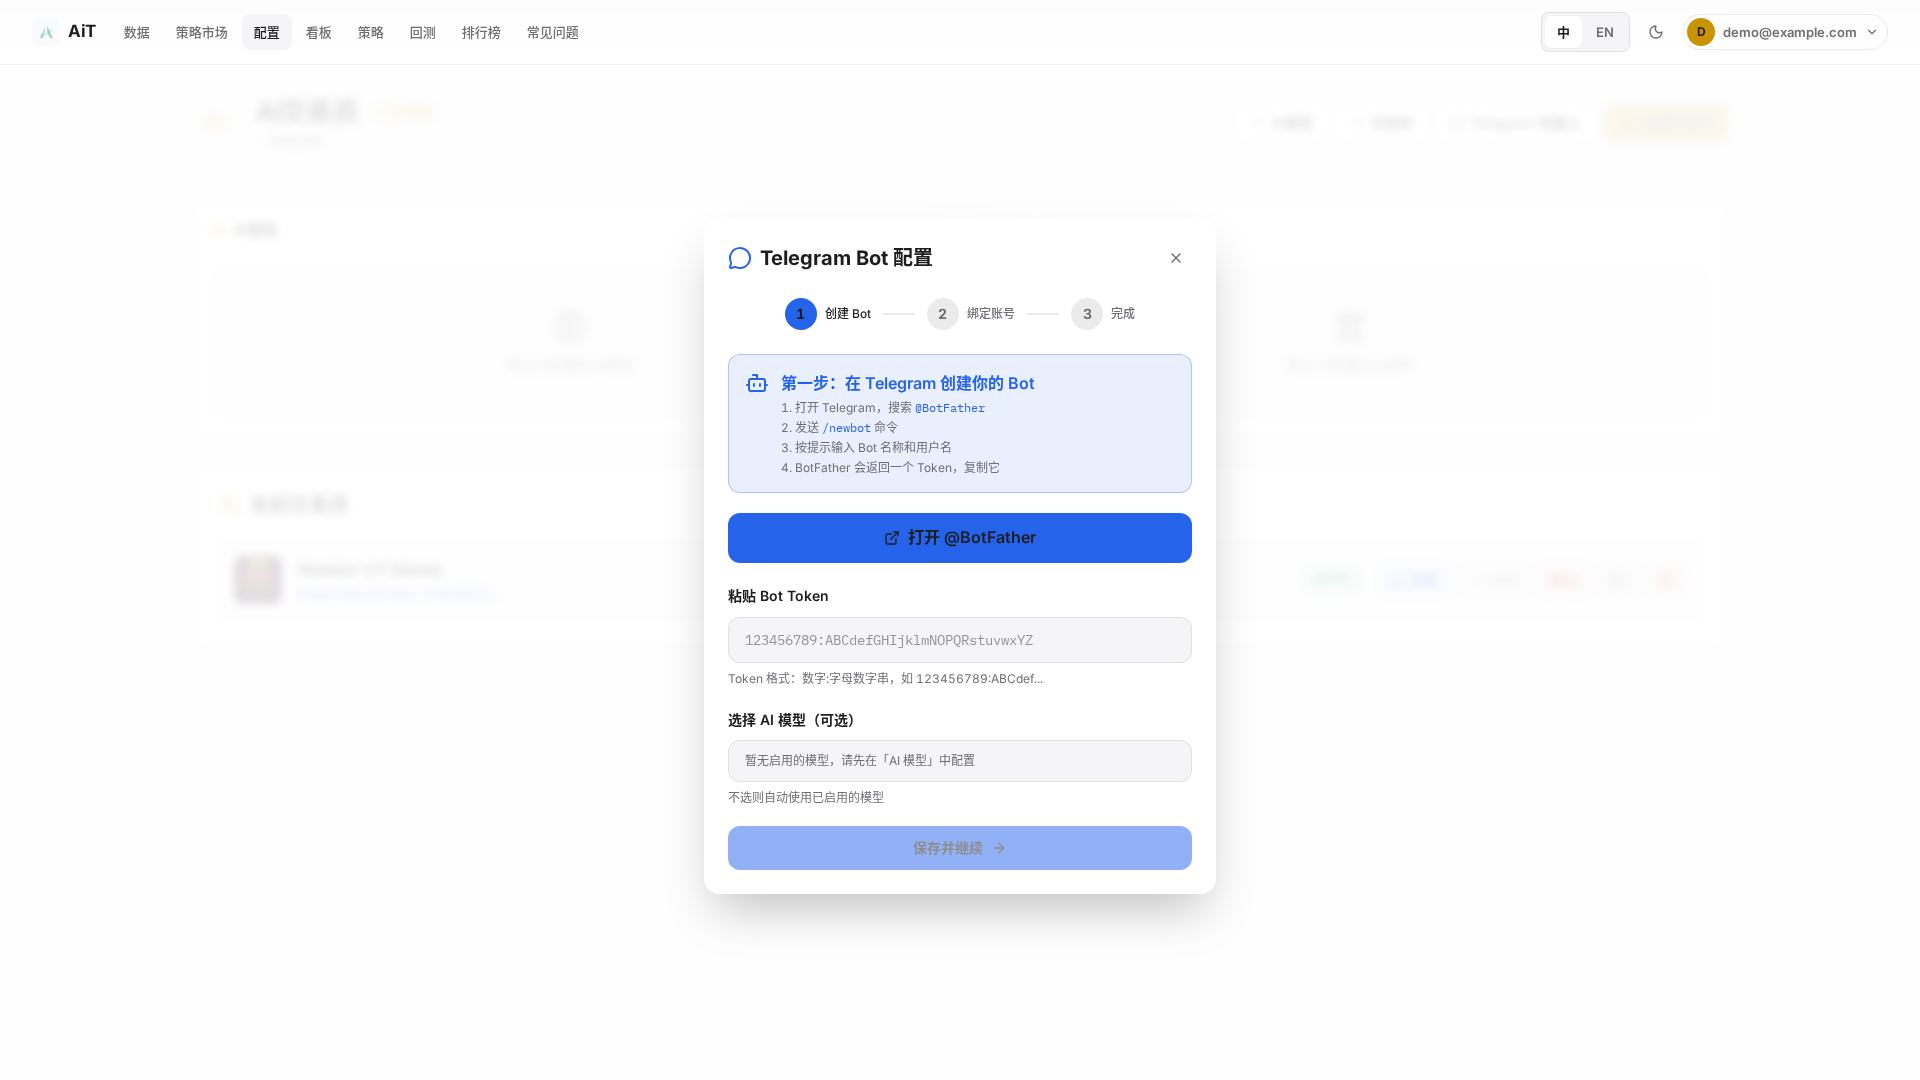 AiT
数据
策略市场
配置
看板
策略
回测
排行榜
常见问题
中
EN
D
demo@example.com
Telegram Bot 配置
1
创建 Bot
2
绑定账号
3
完成
第一步：在 Telegram 创建你的 Bot
1. 打开 Telegram，搜索 @BotFather
2. 发送 /newbot 命令
3. 按提示输入 Bot 名称和用户名
4. BotFather 会返回一个 Token，复制它
打开 @BotFather
粘贴 Bot Token
123456789:ABCdefGHIjklmNOPQRstuvwxYZ
Token 格式：数字:字母数字串，如 123456789:ABCdef...
选择 AI 模型（可选）
暂无启用的模型，请先在「AI 模型」中配置
不选则自动使用已启用的模型
保存并继续